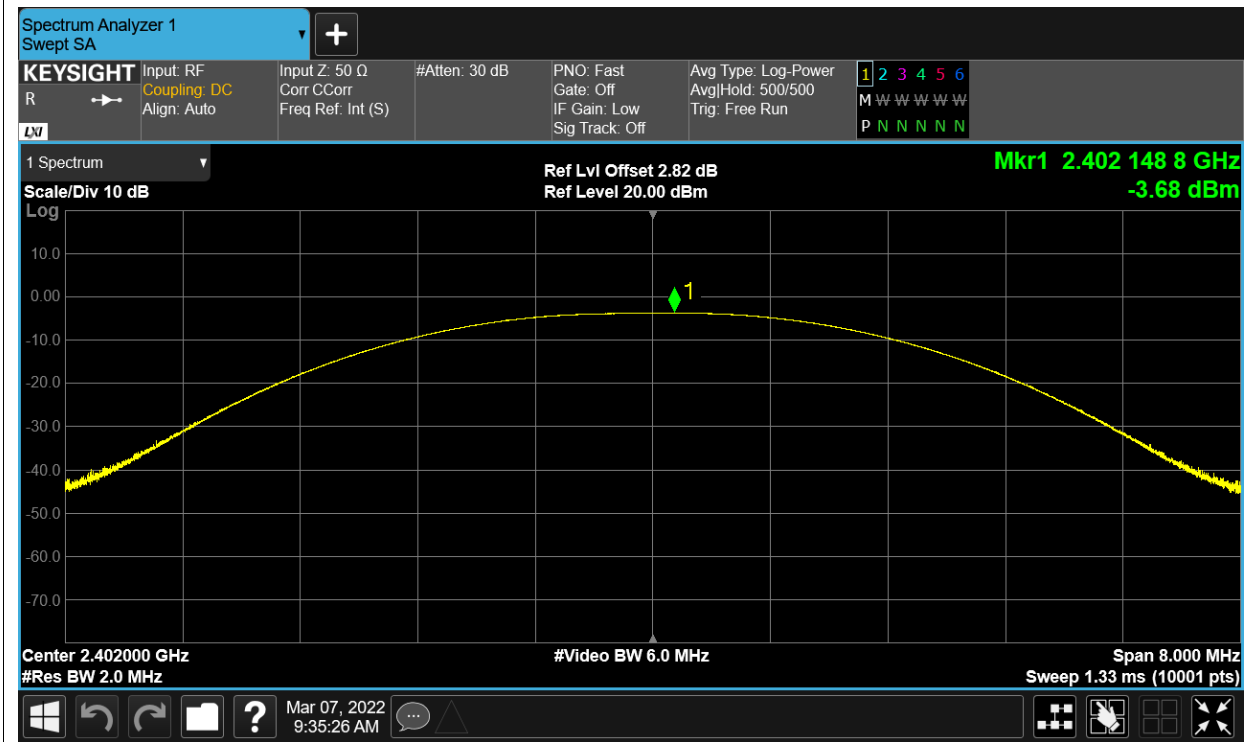 Spectrum Analyzer 1
Swept SA
+
KEYSIGHT
R
LXI
Input: RF
Coupling: DC
Align: Auto
Input Z: 50 Ω
Corr CCorr
Freq Ref: Int (S)
#Atten: 30 dB
PNO: Fast
Gate: Off
IF Gain: Low
Sig Track: Off
Avg Type: Log-Power
Avg|Hold: 500/500
Trig: Free Run
1 2 3 4 5 6
M W W W W W
P N N N N N
1 Spectrum
Scale/Div 10 dB
Log
Ref Lvl Offset 2.82 dB
Ref Level 20.00 dBm
Mkr1 2.402 148 8 GHz
-3.68 dBm
10.0
0.00
-10.0
-20.0
-30.0
-40.0
-50.0
-60.0
-70.0
1
Center 2.402000 GHz
#Res BW 2.0 MHz
#Video BW 6.0 MHz
Span 8.000 MHz
Sweep 1.33 ms (10001 pts)
?
Mar 07, 2022
9:35:26 AM